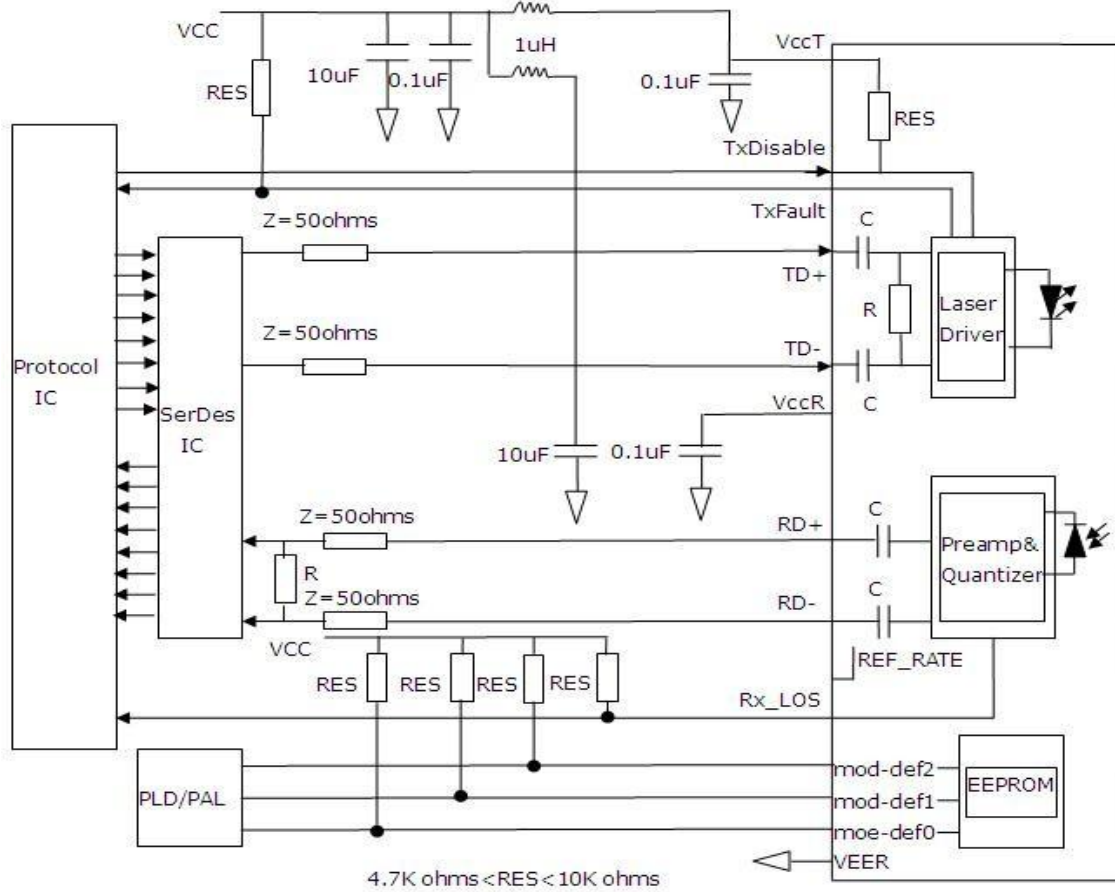 VCC
1uH
VccT
10uF
0.1uF
0.1uF
RES
RES
TxDisable
TxFault
Z=50ohms
C
TD+
R
Laser
Driver
Z=50ohms
TD-
C
Protocol
IC
SerDes
IC
VccR
10uF
0.1uF
Z=50ohms
RD+
C
Preamp&
Quantizer
R
Z=50ohms
RD-
C
VCC
REF_RATE
RES
RES
RES
RES
Rx_LOS
PLD/PAL
mod-def2
mod-def1
moe-def0
EEPROM
VEER
4.7K ohms<RES<10K ohms